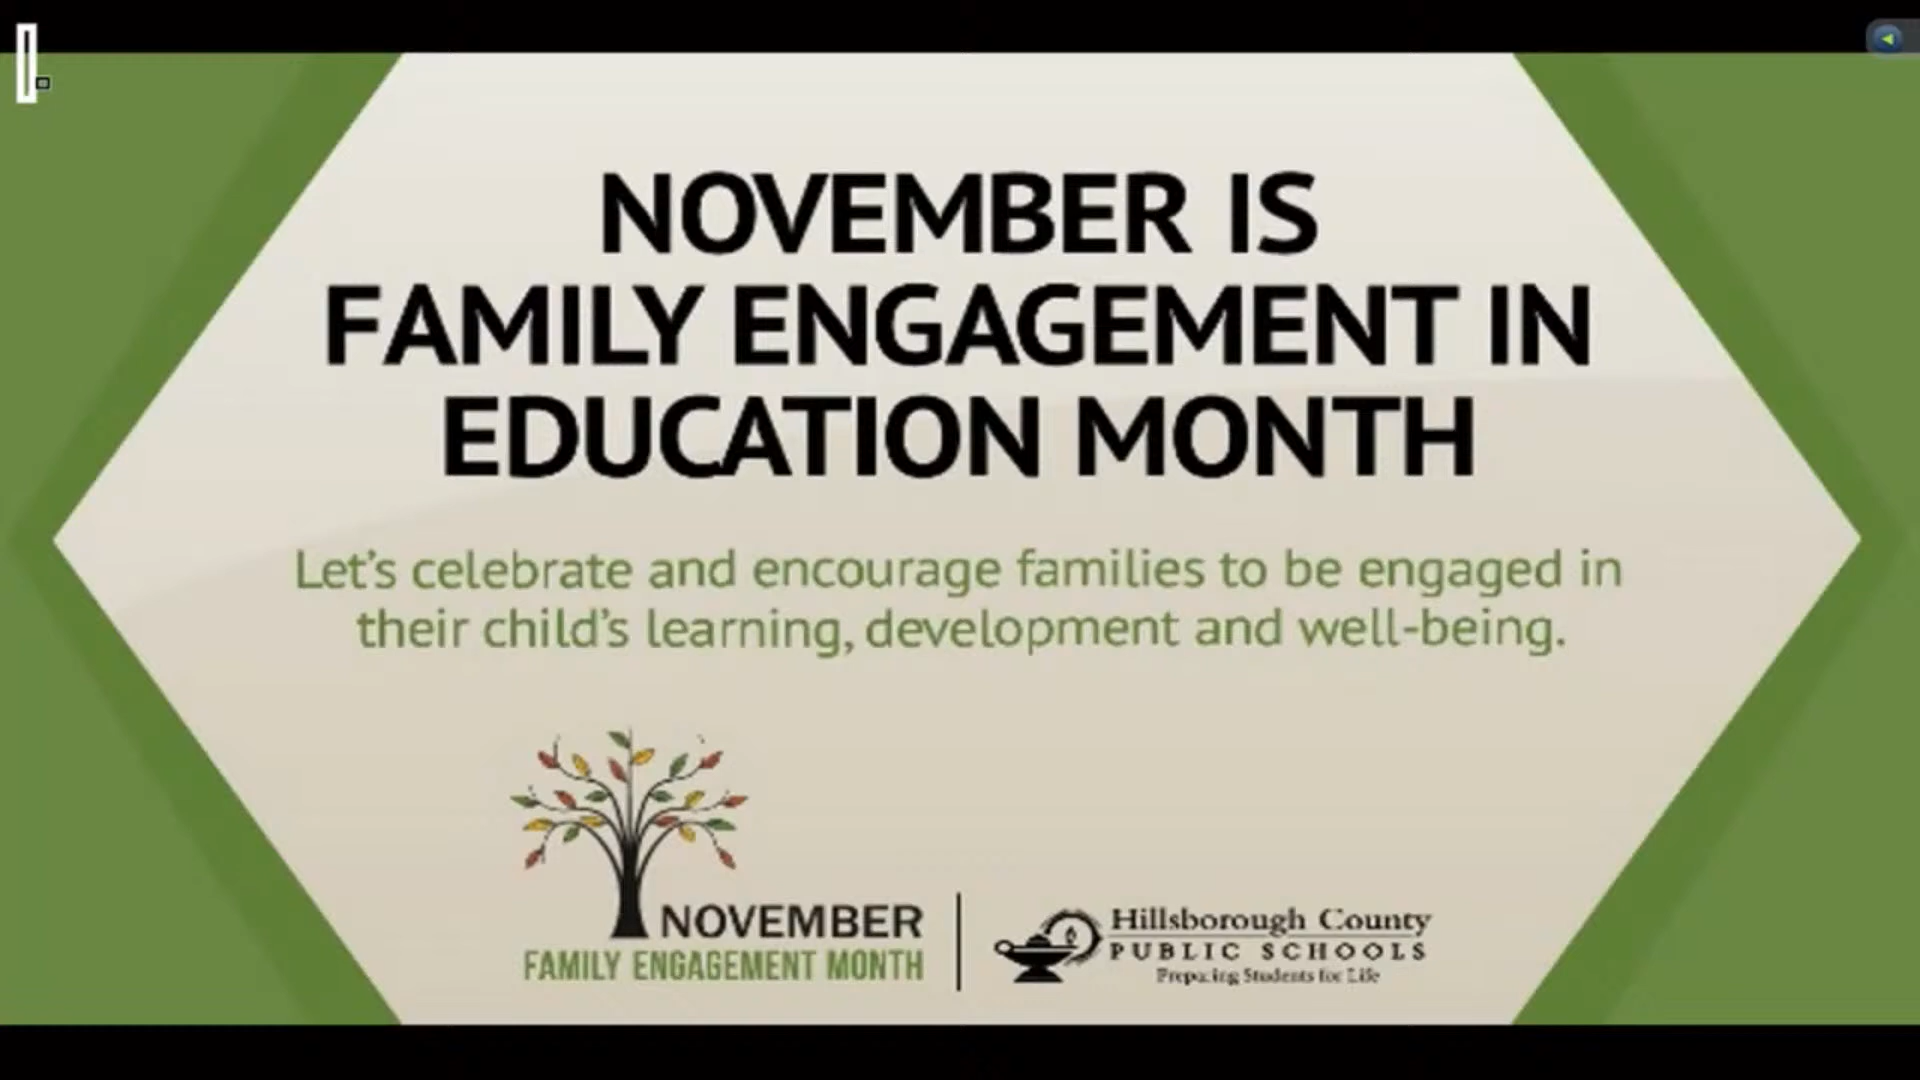 NOVEMBER IS
FAMILY ENGAGEMENT IN
EDUCATION MONTH
Let's celebrate and encourage families to be engaged in
their child's learning, development and well-being.
NOVEMBER
FAMILY ENGAGEMENT MONTH
Hillsborough County
PUBLIC SCHOOLS
Preparing Students for Life